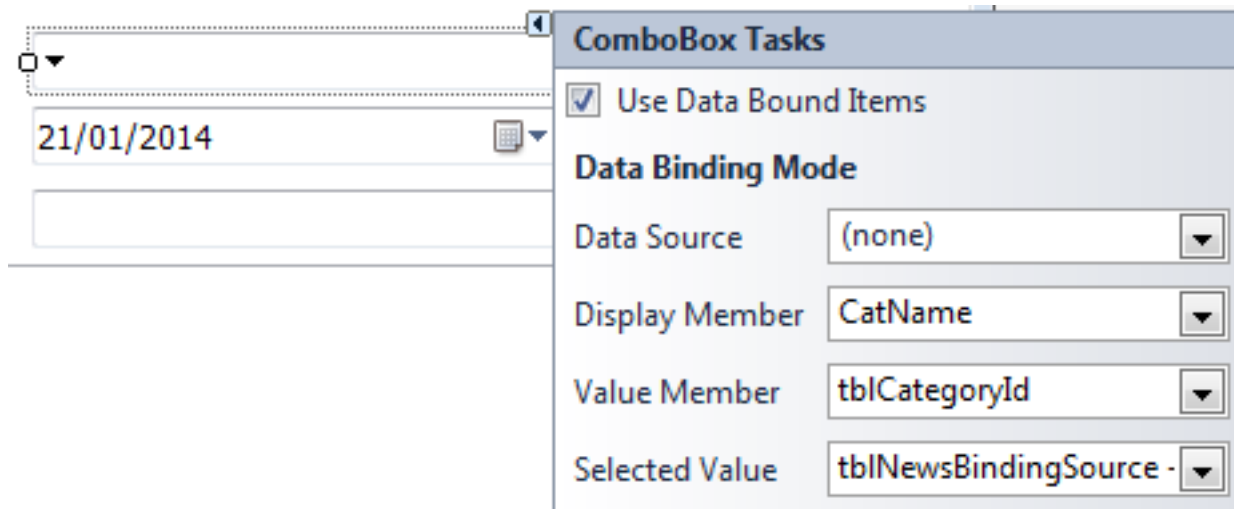 ComboBox Tasks
Use Data Bound Items
21/01/2014
Data Binding Mode
Data Source (none)
Display Member CatName
Value Member tblCategoryId
Selected Value tblNewsBindingSource -